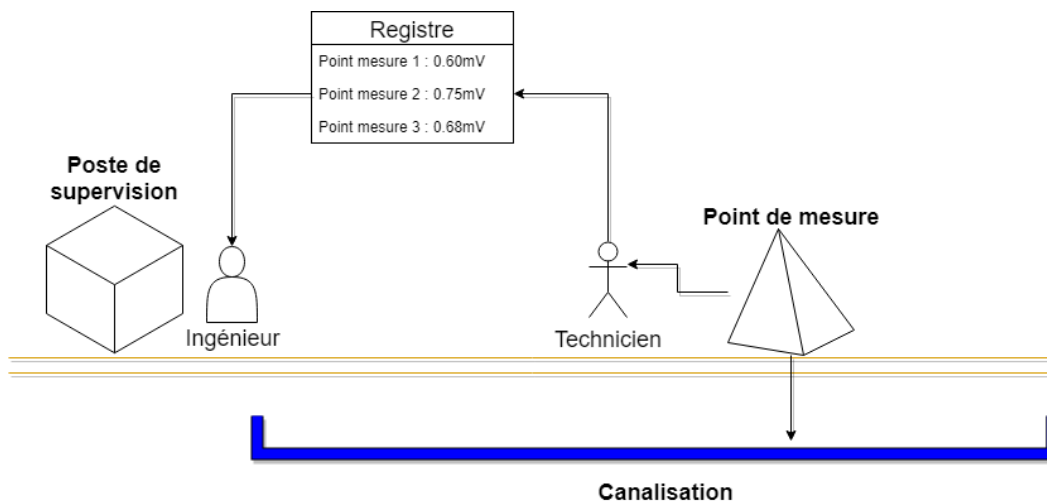 Registre
Point mesure 1 : 0.60mV
Point mesure 2 : 0.75mV
Point mesure 3 : 0.68mV
Poste de
supervision
Point de mesure
Ingénieur
Technicien
Canalisation